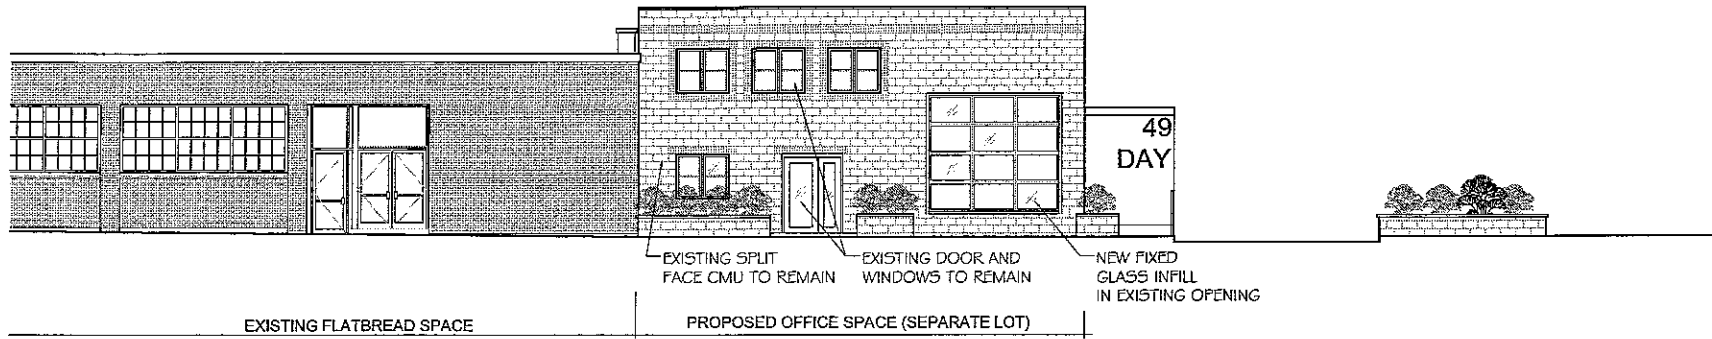 49
DAY
EXISTING SPLIT
FACE CMU TO REMAIN
EXISTING DOOR AND
WINDOWS TO REMAIN
NEW FIXED
GLASS INFILL
IN EXISTING OPENING
EXISTING FLATBREAD SPACE
PROPOSED OFFICE SPACE (SEPARATE LOT)